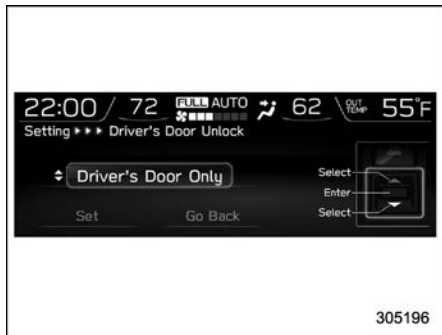 22:00 / 72 FULL AUTO 62 OUT TEMP 55°F
Setting ▸▸▸ Driver's Door Unlock
Driver's Door Only
Select
Enter
Select
Set Go Back
305196